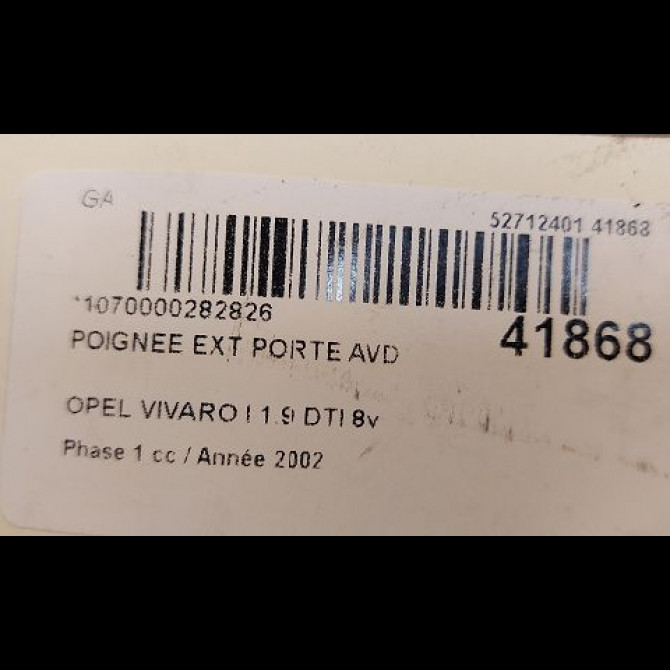 GA
52712401 41868
*1070000282826
41868
POIGNEE EXT PORTE AVD
OPEL VIVARO I 1.9 DTI 8v
Phase 1 cc / Année 2002